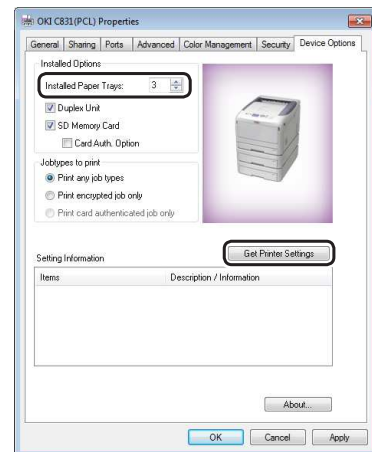 OKI C831(PCL) Properties
General Sharing Ports Advanced Color Management Security Device Options
Installed Options
Installed Paper Trays: 3
Duplex Unit
SD Memory Card
Card Auth. Option
Jobtypes to print
Print any job types
Print encrypted job only
Print card authenticated job only
Get Printer Settings
Setting Information
Items Description / Information
About...
OK Cancel Apply